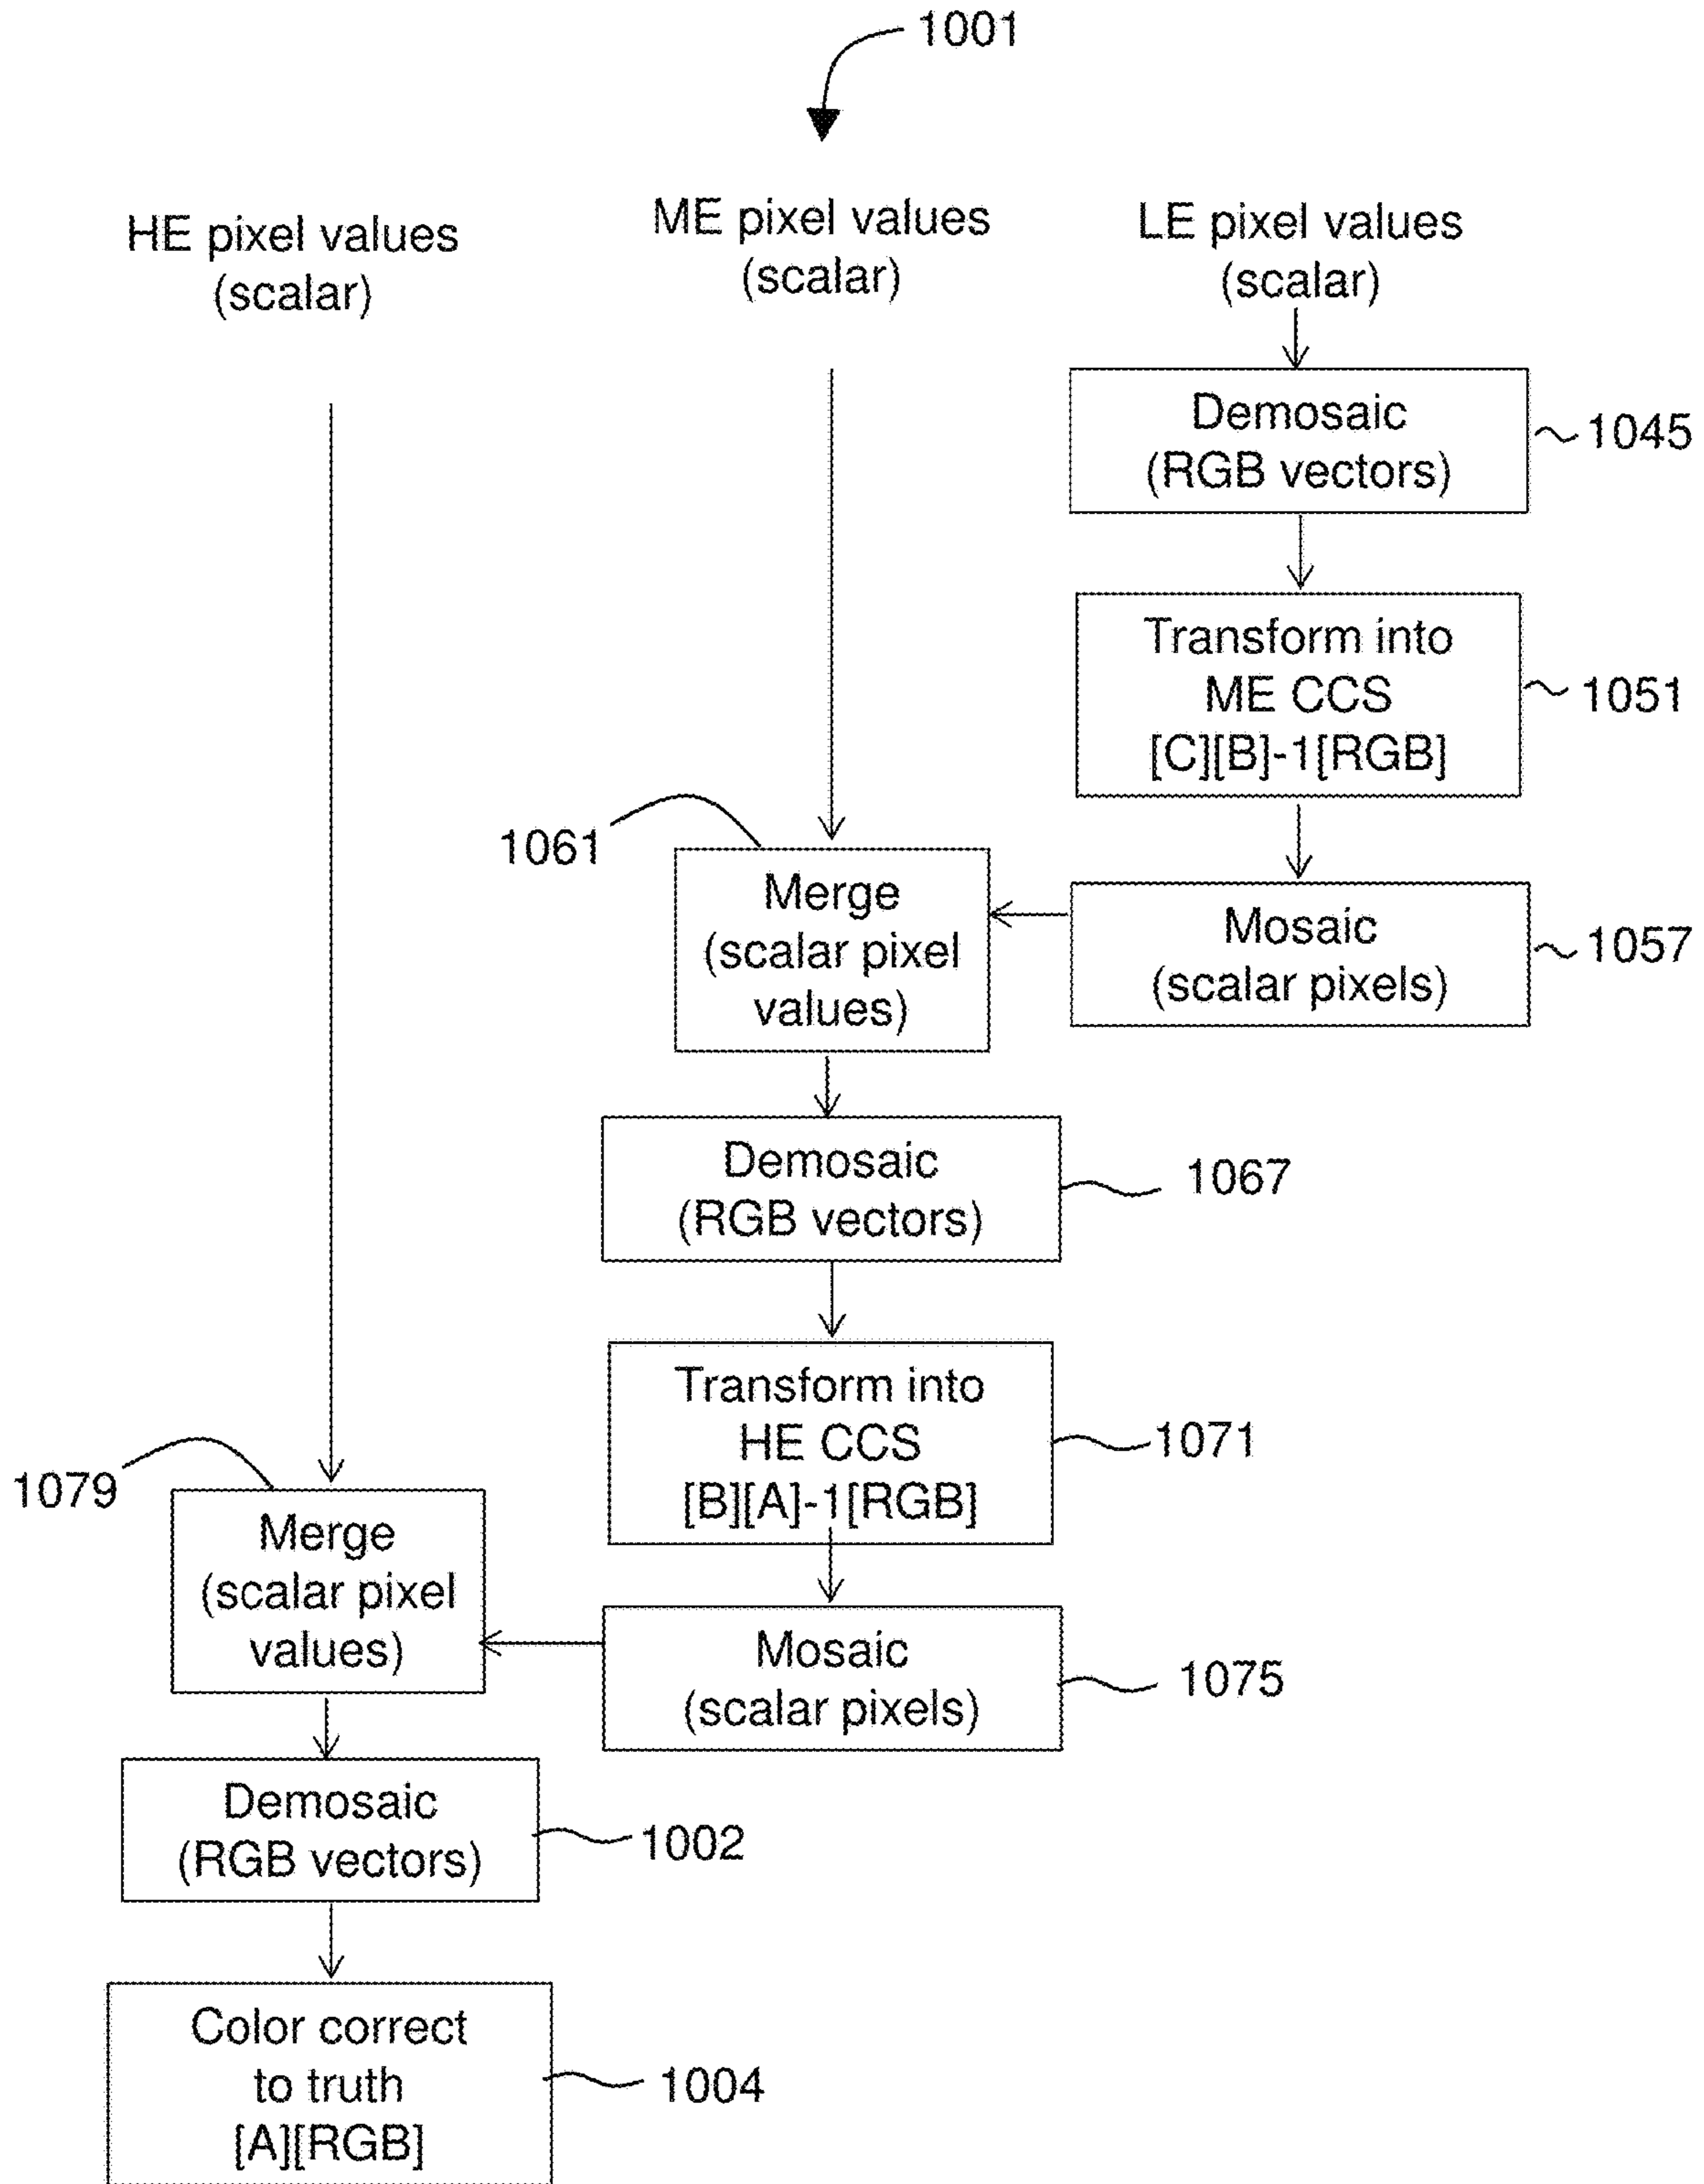 1001
HE pixel values
(scalar)
ME pixel values
(scalar)
LE pixel values
(scalar)
Demosaic
(RGB vectors)
1045
Transform into
ME CCS
[C][B]-1[RGB]
1051
1061
Merge
(scalar pixel
values)
Mosaic
(scalar pixels)
1057
Demosaic
(RGB vectors)
1067
Transform into
HE CCS
[B][A]-1[RGB]
1071
1079
Merge
(scalar pixel
values)
Mosaic
(scalar pixels)
1075
Demosaic
(RGB vectors)
1002
Color correct
to truth
[A][RGB]
1004